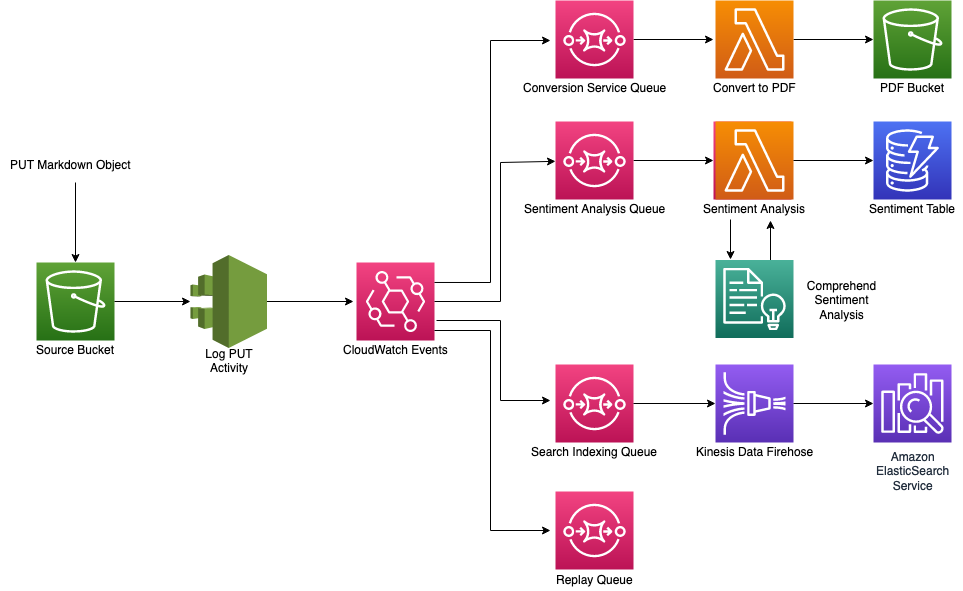 Conversion Service Queue
Convert to PDF
PDF Bucket
PUT Markdown Object
Sentiment Analysis Queue
Sentiment Analysis
Sentiment Table
Comprehend
Sentiment
Analysis
Source Bucket
Log PUT
Activity
CloudWatch Events
Search Indexing Queue
Kinesis Data Firehose
Amazon
ElasticSearch
Service
Replay Queue